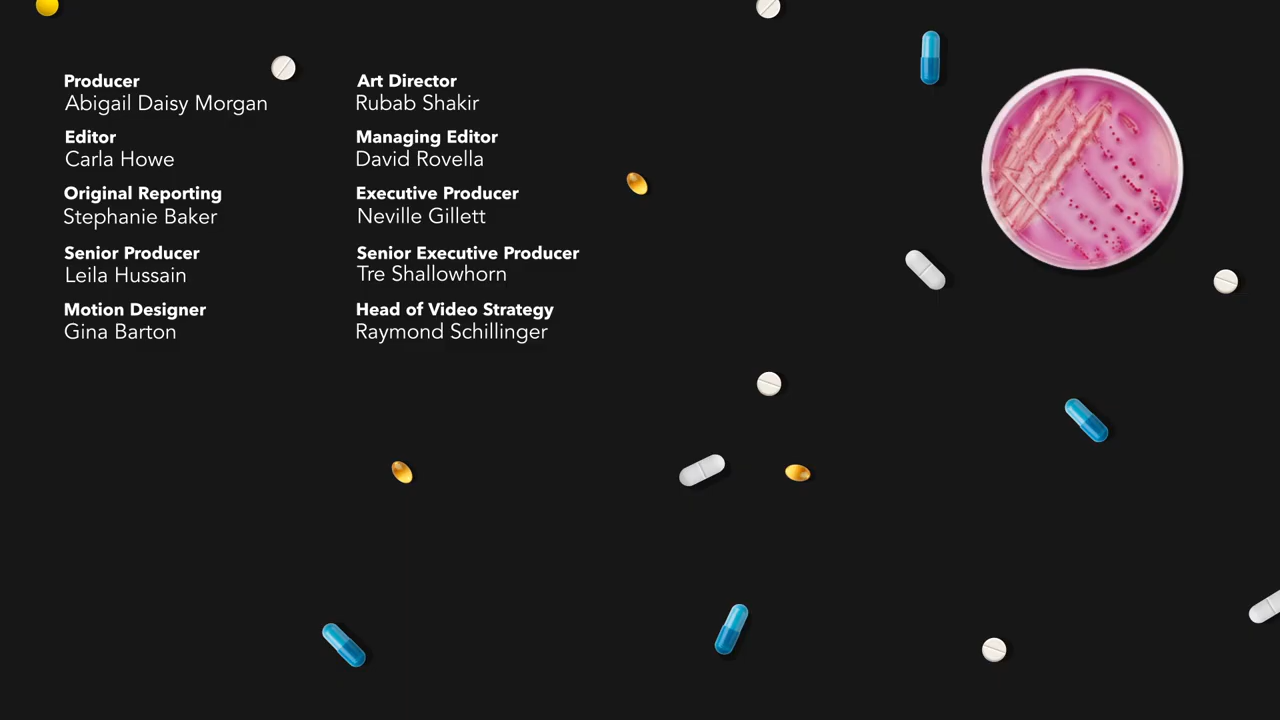 Producer
Abigail Daisy Morgan
Editor
Carla Howe
Original Reporting
Stephanie Baker
Senior Producer
Leila Hussain
Motion Designer
Gina Barton
Art Director
Rubab Shakir
Managing Editor
David Rovella
Executive Producer
Neville Gillett
Senior Executive Producer
Tre Shallowhorn
Head of Video Strategy
Raymond Schillinger